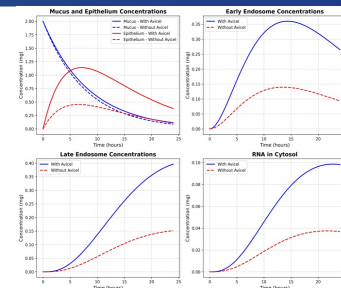 Mucus and Epithelium Concentrations
Mucus - With Avicel
Mucus - Without Avicel
Epithelium - With Avicel
Epithelium - Without Avicel
Concentration (mg)
2.00
1.75
1.50
1.25
1.00
0.75
0.50
0.25
0.00
0 5 10 15 20 25
Time (hours)
Early Endosome Concentrations
With Avicel
Without Avicel
Concentration (mg)
0.35
0.30
0.25
0.20
0.15
0.10
0.05
0.00
0 5 10 15 20
Time (hours)
Late Endosome Concentrations
With Avicel
Without Avicel
Concentration (mg)
0.40
0.35
0.30
0.25
0.20
0.15
0.10
0.05
0.00
0 5 10 15 20 25
Time (hours)
RNA in Cytosol
With Avicel
Without Avicel
Concentration (mg)
0.10
0.08
0.06
0.04
0.02
0.00
0 5 10 15 20
Time (hours)